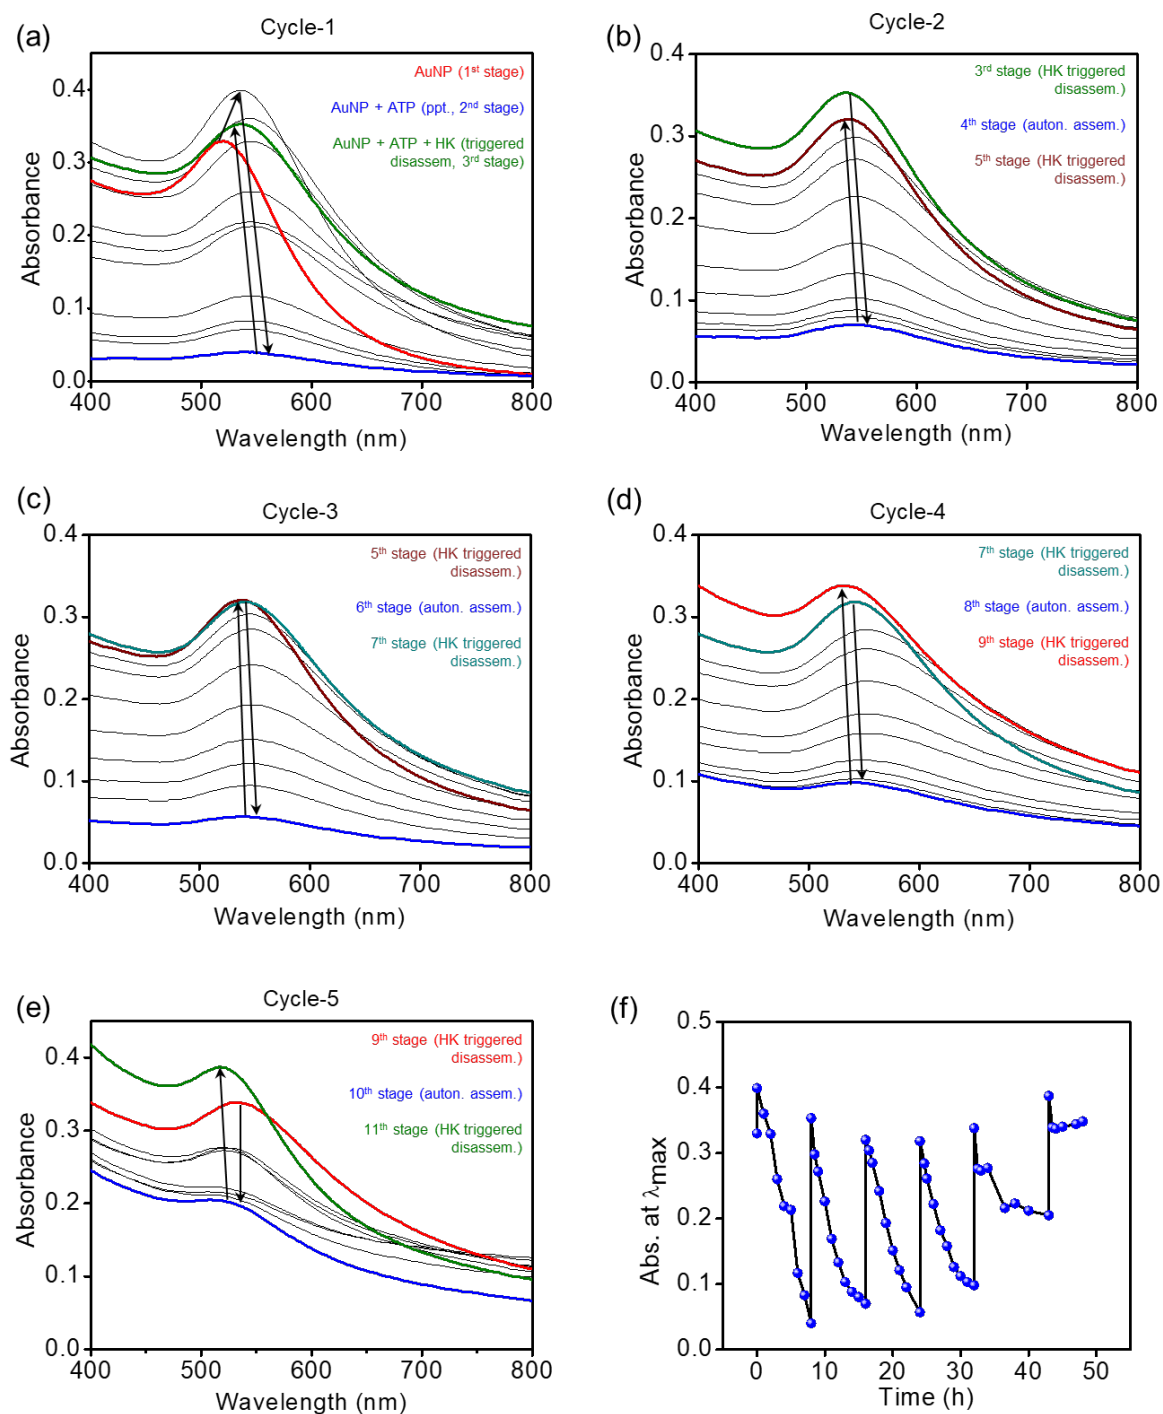 (a)
Cycle-1
AuNP (1st stage)
AuNP + ATP (ppt., 2nd stage)
AuNP + ATP + HK (triggered
disassem, 3rd stage)
Absorbance
0.4
0.3
0.2
0.1
0.0
400 500 600 700 800
Wavelength (nm)
(b)
Cycle-2
3rd stage (HK triggered
disassem.)
4th stage (auton. assem.)
5th stage (HK triggered
disassem.)
Absorbance
0.4
0.3
0.2
0.1
0.0
400 500 600 700 800
Wavelength (nm)
(c)
Cycle-3
5th stage (HK triggered
disassem.)
6th stage (auton. assem.)
7th stage (HK triggered
disassem.)
Absorbance
0.4
0.3
0.2
0.1
0.0
400 500 600 700 800
Wavelength (nm)
(d)
Cycle-4
7th stage (HK triggered
disassem.)
8th stage (auton. assem.)
9th stage (HK triggered
disassem.)
Absorbance
0.4
0.3
0.2
0.1
0.0
400 500 600 700 800
Wavelength (nm)
(e)
Cycle-5
9th stage (HK triggered
disassem.)
10th stage (auton. assem.)
11th stage (HK triggered
disassem.)
Absorbance
0.4
0.3
0.2
0.1
0.0
400 500 600 700 800
Wavelength (nm)
(f)
Abs. at λmax
0.5
0.4
0.3
0.2
0.1
0.0
0 10 20 30 40 50
Time (h)